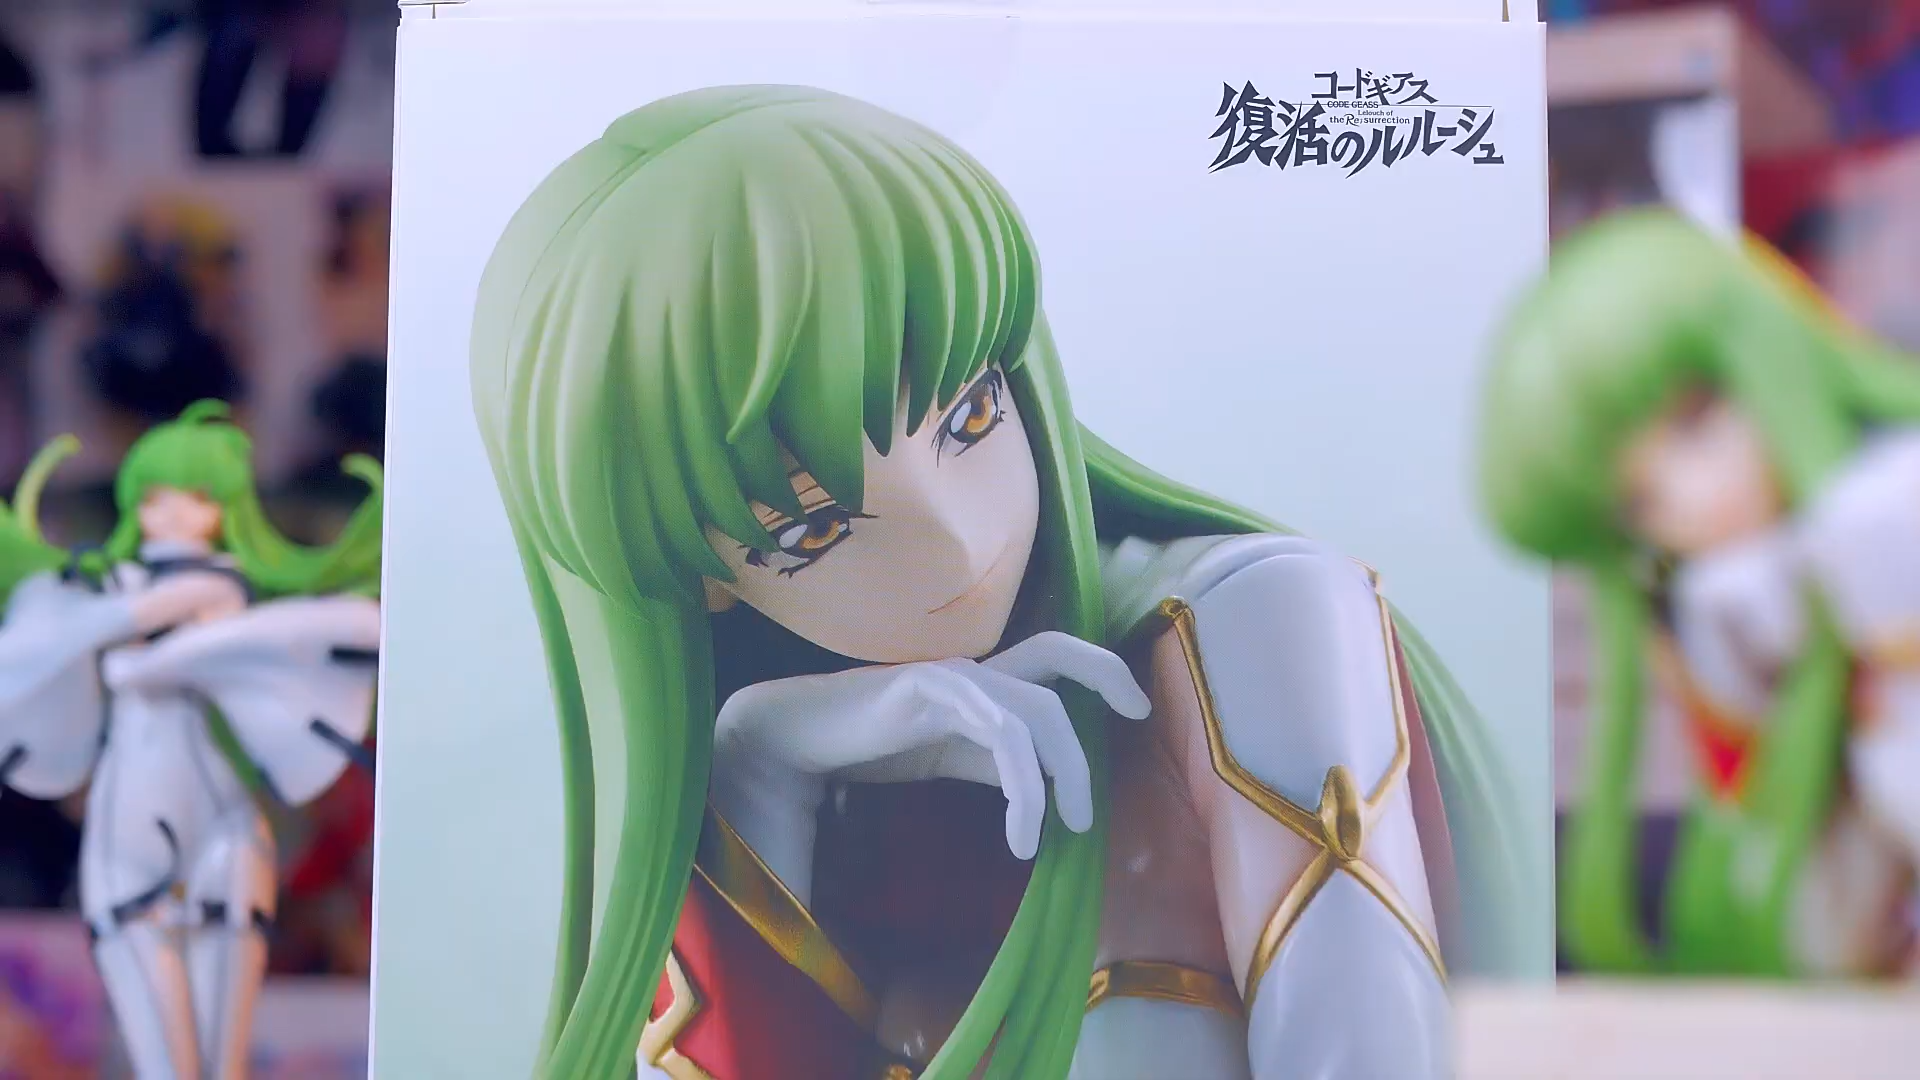 コードギアス
CODE GEASS
Lelouch of
the Re;surrection
復活のルルーシュ